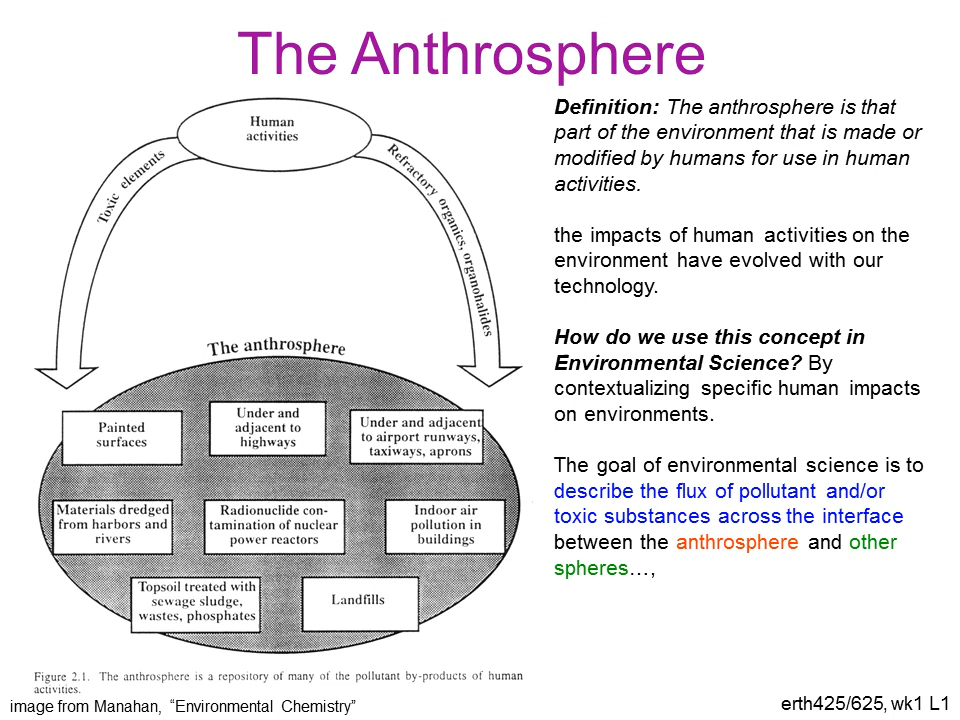 The Anthrosphere
Human
activities
Toxic elements
Refractory organics, organohalides
The anthrosphere
Painted
surfaces
Under and
adjacent to
highways
Under and adjacent
to airport runways,
taxiways, aprons
Materials dredged
from harbors and
rivers
Radionuclide con-
tamination of nuclear
power reactors
Indoor air
pollution in
buildings
Topsoil treated with
sewage sludge,
wastes, phosphates
Landfills
Figure 2.1. The anthrosphere is a repository of many of the pollutant by-products of human
activities.
image from Manahan, “Environmental Chemistry”
Definition: The anthrosphere is that
part of the environment that is made or
modified by humans for use in human
activities.
the impacts of human activities on the
environment have evolved with our
technology.
How do we use this concept in
Environmental Science? By
contextualizing specific human impacts
on environments.
The goal of environmental science is to
describe the flux of pollutant and/or
toxic substances across the interface
between the anthrosphere and other
spheres…,
erth425/625, wk1 L1